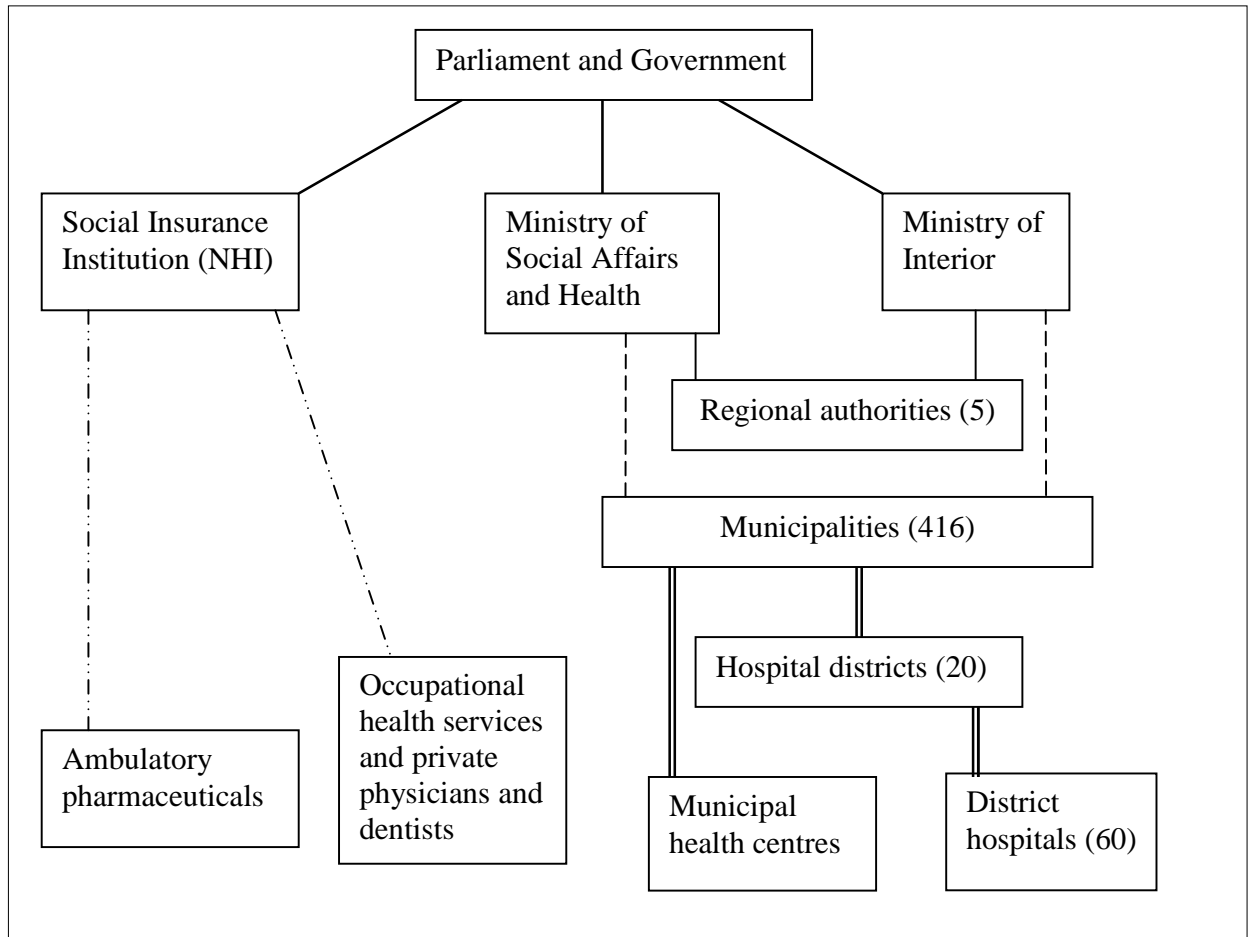 Parliament and Government
Social Insurance
Institution (NHI)
Ministry of
Social Affairs
and Health
Ministry of
Interior
Regional authorities (5)
Municipalities (416)
Hospital districts (20)
Occupational
health services
and private
physicians and
dentists
Ambulatory
pharmaceuticals
Municipal
health centres
District
hospitals (60)